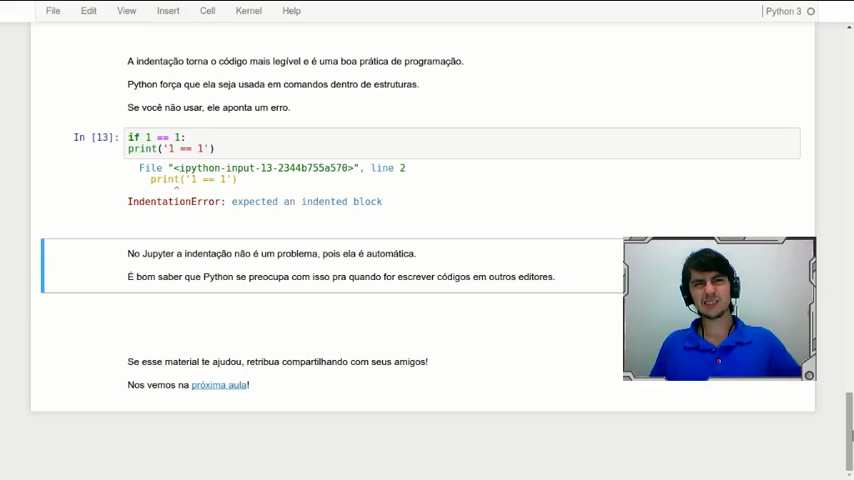 File Edit View Insert Cell Kernel Help Python 3
A indentação torna o código mais legível e é uma boa prática de programação.
Python força que ela seja usada em comandos dentro de estruturas.
Se você não usar, ele aponta um erro.
In [13]: if 1 == 1:
print('1 == 1')
File "<ipython-input-13-2344b755a570>", line 2
print('1 == 1')
^
IndentationError: expected an indented block
No Jupyter a indentação não é um problema, pois ela é automática.
É bom saber que Python se preocupa com isso pra quando for escrever códigos em outros editores.
Se esse material te ajudou, retribua compartilhando com seus amigos!
Nos vemos na próxima aula!